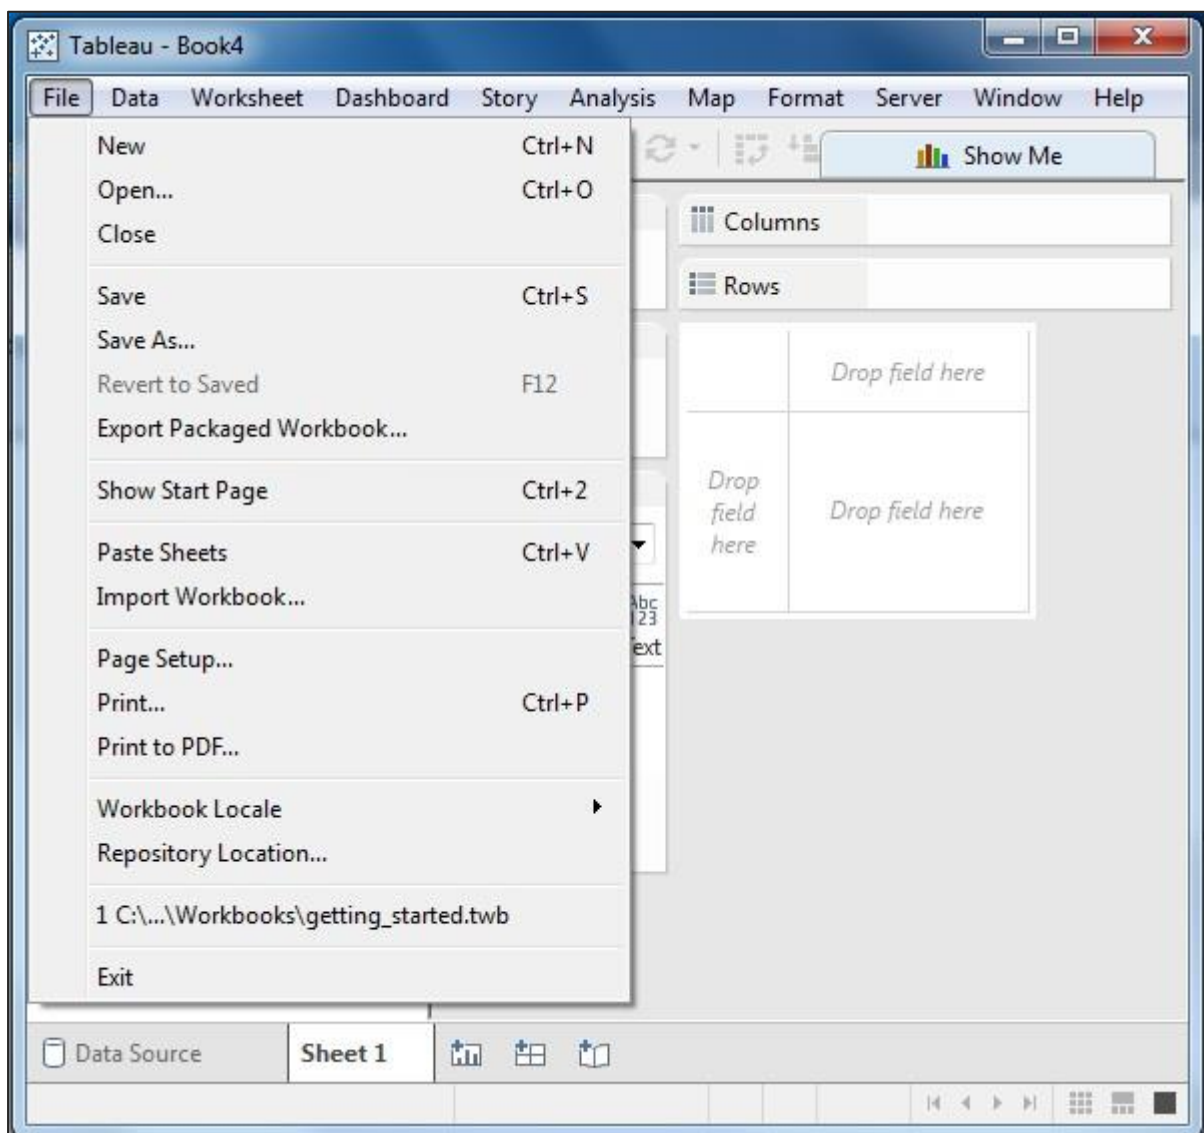 Tableau - Book4
File Data Worksheet Dashboard Story Analysis Map Format Server Window Help
New Ctrl+N
Open... Ctrl+O
Close
Save Ctrl+S
Save As...
Revert to Saved F12
Export Packaged Workbook...
Show Start Page Ctrl+2
Paste Sheets Ctrl+V
Import Workbook...
Page Setup...
Print... Ctrl+P
Print to PDF...
Workbook Locale
Repository Location...
1 C:\...\Workbooks\getting_started.twb
Exit
Show Me
Columns
Rows
Drop field here
Drop
field
here
Drop field here
Abc
123
ext
Data Source Sheet 1